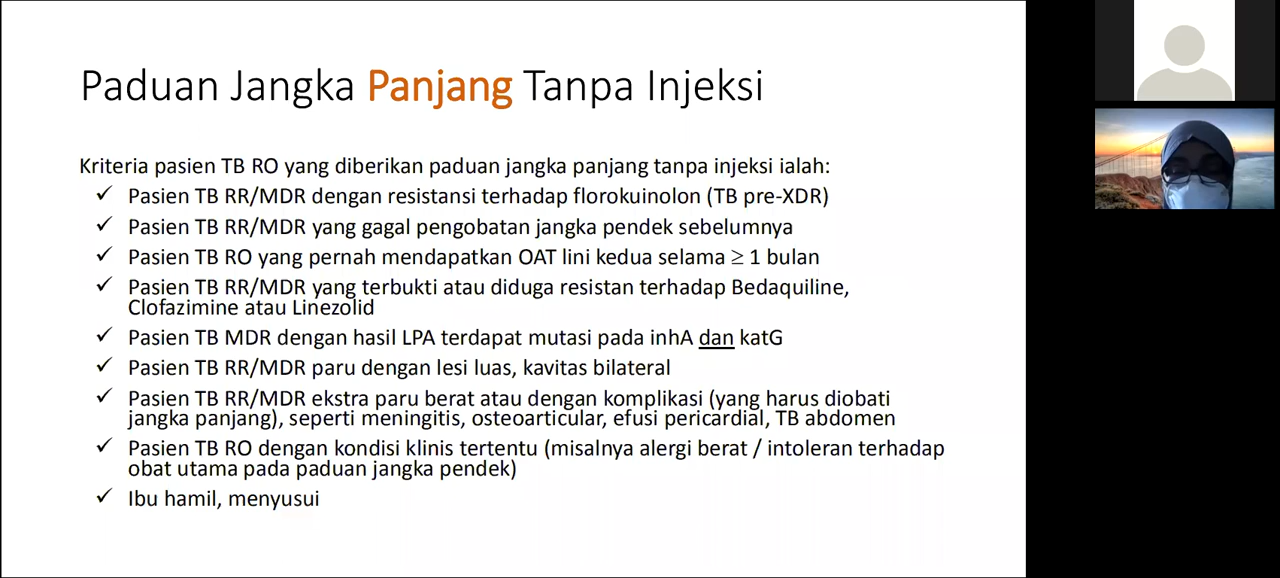 Paduan Jangka Panjang Tanpa Injeksi
Kriteria pasien TB RO yang diberikan paduan jangka panjang tanpa injeksi ialah:
✓ Pasien TB RR/MDR dengan resistansi terhadap florokuinolon (TB pre-XDR)
✓ Pasien TB RR/MDR yang gagal pengobatan jangka pendek sebelumnya
✓ Pasien TB RO yang pernah mendapatkan OAT lini kedua selama ≥ 1 bulan
✓ Pasien TB RR/MDR yang terbukti atau diduga resistan terhadap Bedaquiline,
Clofazimine atau Linezolid
✓ Pasien TB MDR dengan hasil LPA terdapat mutasi pada inhA dan katG
✓ Pasien TB RR/MDR paru dengan lesi luas, kavitas bilateral
✓ Pasien TB RR/MDR ekstra paru berat atau dengan komplikasi (yang harus diobati
jangka panjang), seperti meningitis, osteoarticular, efusi pericardial, TB abdomen
✓ Pasien TB RO dengan kondisi klinis tertentu (misalnya alergi berat / intoleran terhadap
obat utama pada paduan jangka pendek)
✓ Ibu hamil, menyusui